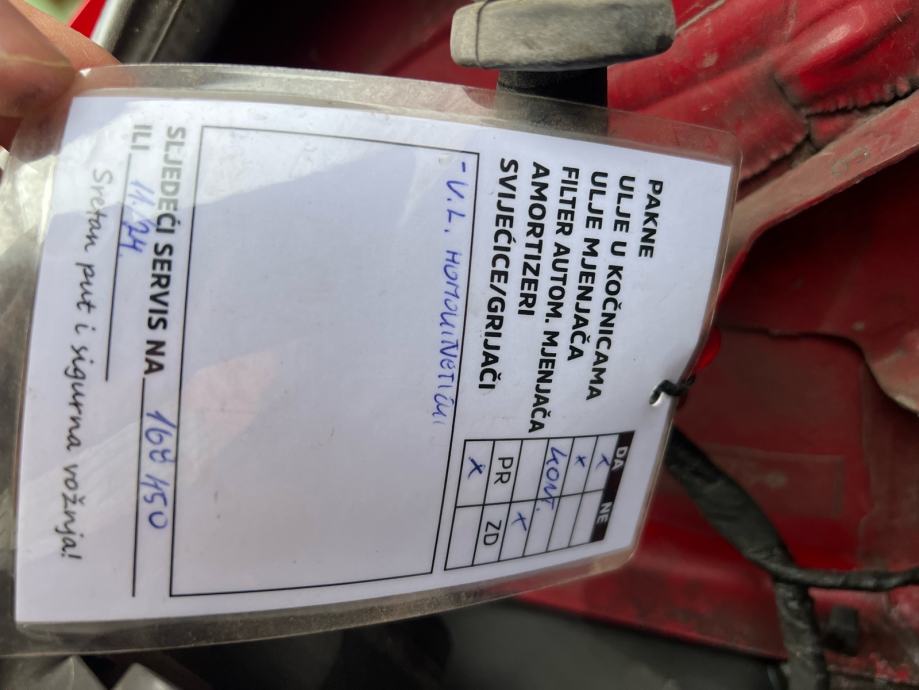 DA NE
PAKNE X
ULJE U KOČNICAMA X
ULJE MJENJAČA KONT.
FILTER AUTOM. MJENJAČA X
AMORTIZERI PR ZD
SVIJEĆICE/GRIJAČI X
- V.L. HOMOKINETIČKI
SLJEDEĆI SERVIS NA 168 450
ILI 11.24.
Sretan put i sigurna vožnja!